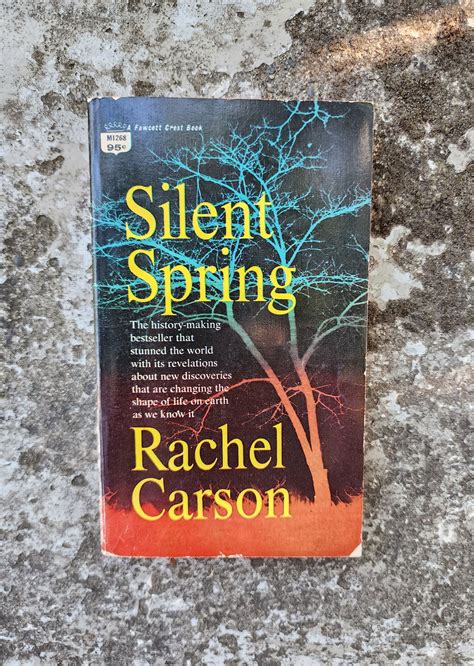 A Fawcett Crest Book
M1268
95¢
Silent
Spring
The history-making
bestseller that
stunned the world
with its revelations
about new discoveries
that are changing the
shape of life on earth
as we know it
Rachel
Carson